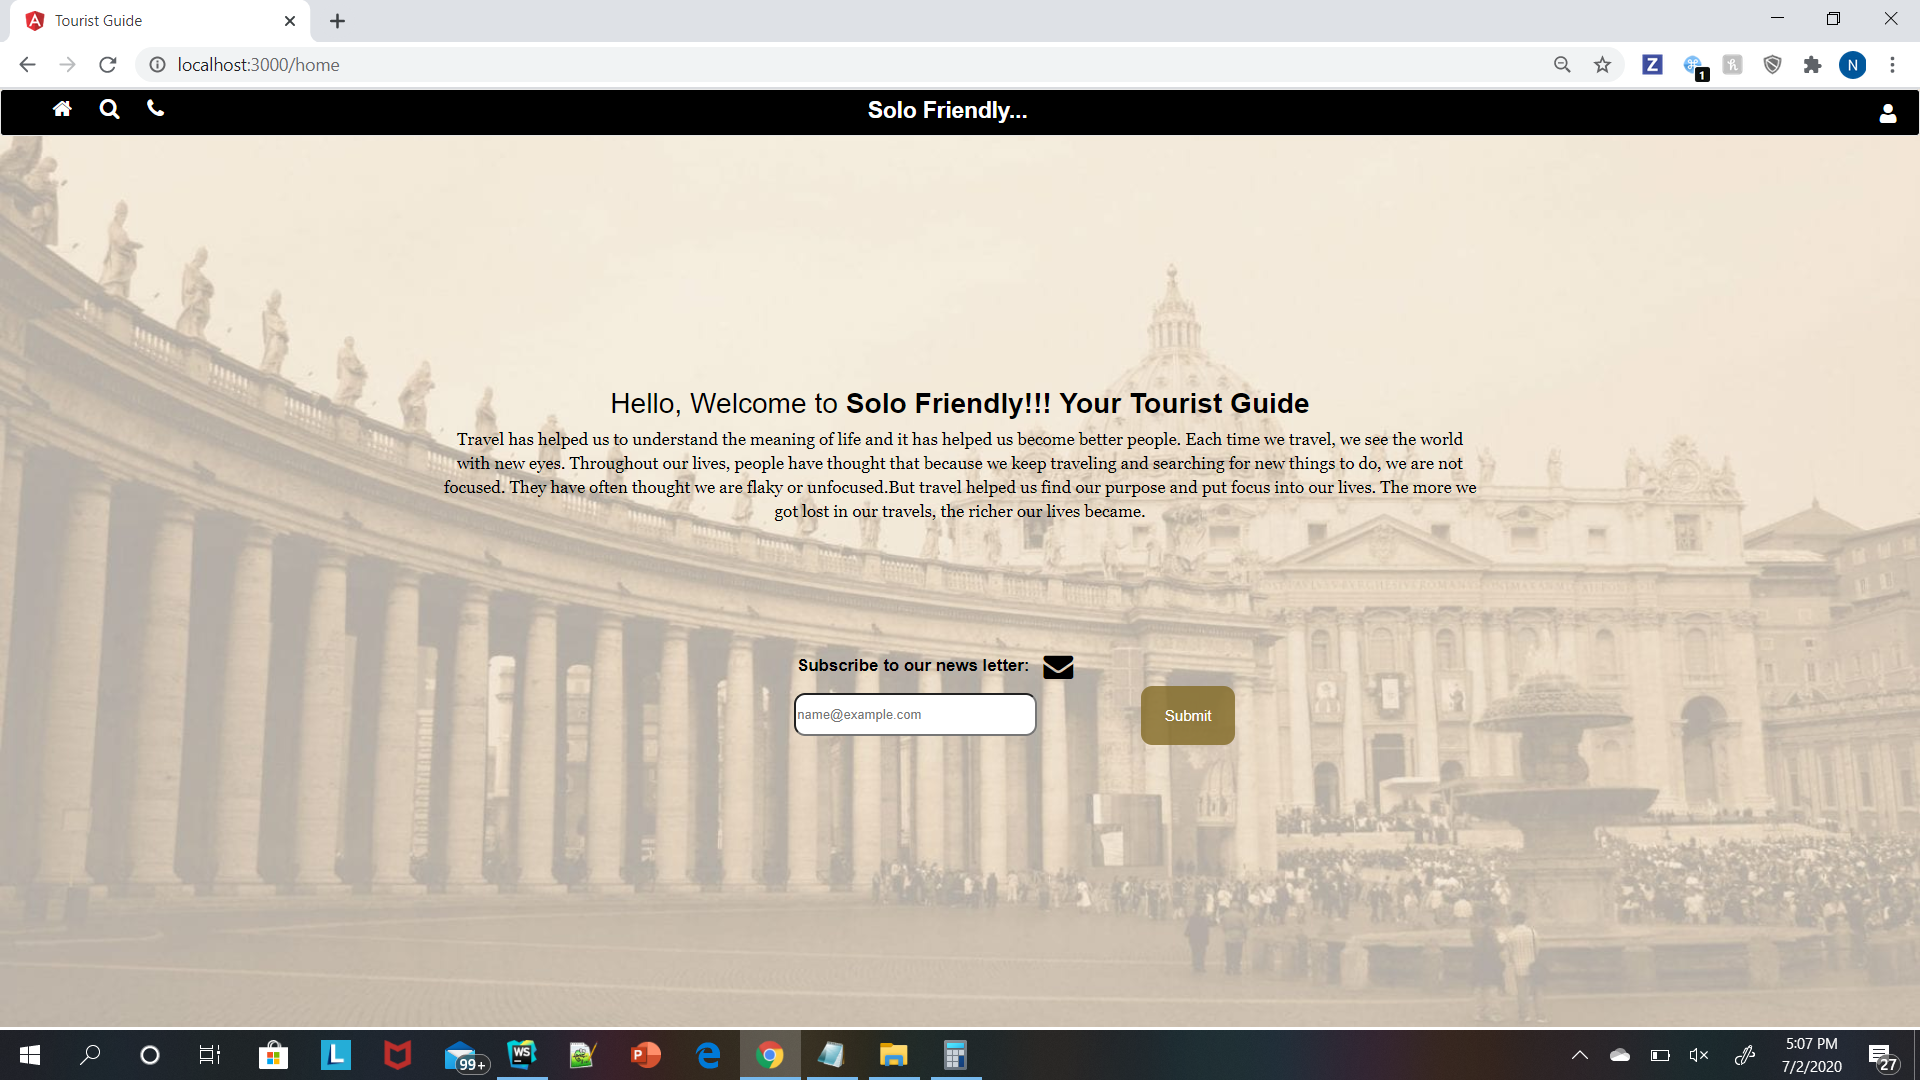 Tourist Guide
localhost:3000/home
Z
1
N
Solo Friendly...
Hello, Welcome to Solo Friendly!!! Your Tourist Guide
Travel has helped us to understand the meaning of life and it has helped us become better people. Each time we travel, we see the world
with new eyes. Throughout our lives, people have thought that because we keep traveling and searching for new things to do, we are not
focused. They have often thought we are flaky or unfocused.But travel helped us find our purpose and put focus into our lives. The more we
got lost in our travels, the richer our lives became.
Subscribe to our news letter:
name@example.com
Submit
L
99+
WS
P
5:07 PM
7/2/2020
27